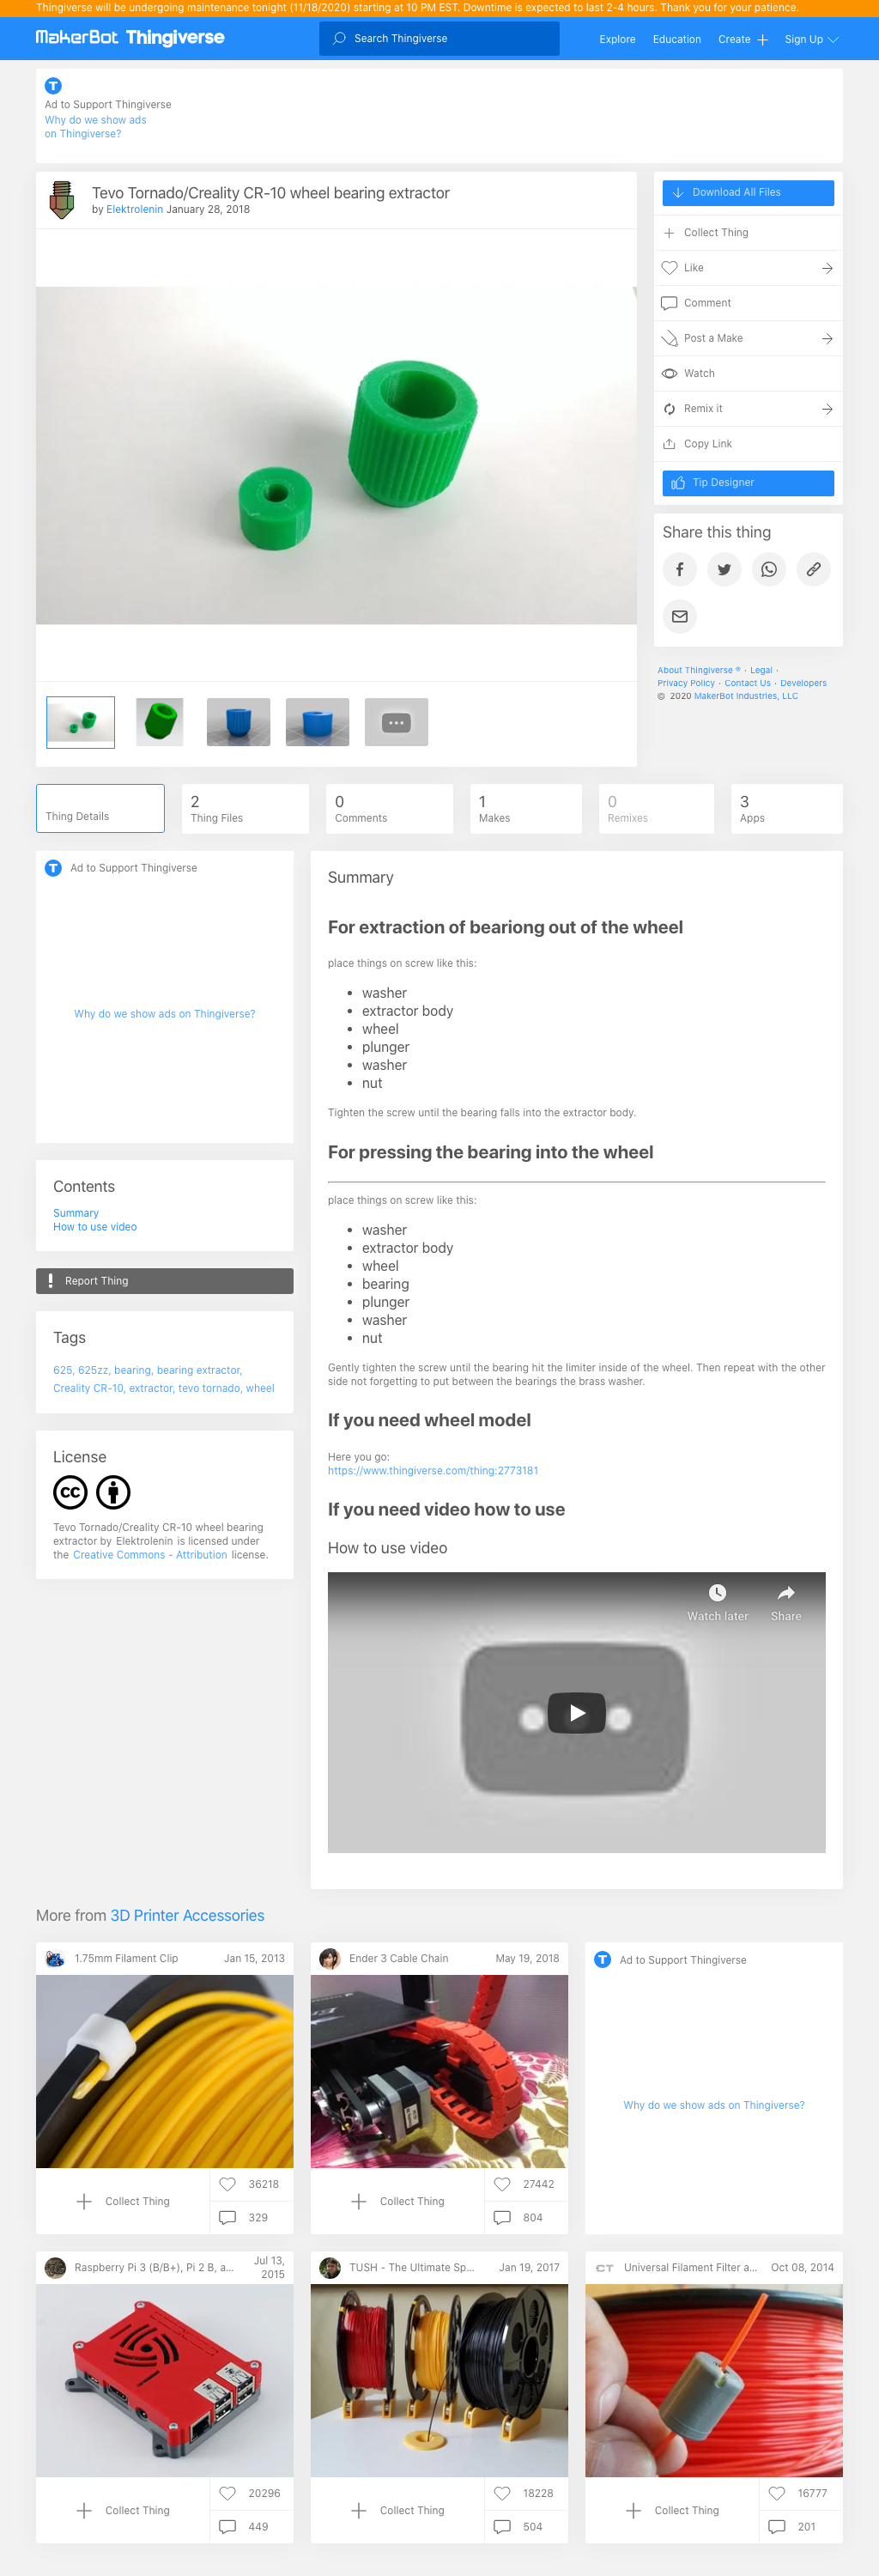 Thingiverse will be undergoing maintenance tonight (11/18/2020) starting at 10 PM EST. Downtime is expected to last 2-4 hours. Thank you for your patience.
MakerBot Thingiverse
Search Thingiverse
Explore
Education
Create
Sign Up
Ad to Support Thingiverse
Why do we show ads
on Thingiverse?
Tevo Tornado/Creality CR-10 wheel bearing extractor
by Elektrolenin January 28, 2018
Download All Files
Collect Thing
Like
Comment
Post a Make
Watch
Remix it
Copy Link
Tip Designer
Share this thing
About Thingiverse ® · Legal ·
Privacy Policy · Contact Us · Developers
© 2020 MakerBot Industries, LLC
Thing Details
2
Thing Files
0
Comments
1
Makes
0
Remixes
3
Apps
Ad to Support Thingiverse
Why do we show ads on Thingiverse?
Contents
Summary
How to use video
Report Thing
Tags
625, 625zz, bearing, bearing extractor,
Creality CR-10, extractor, tevo tornado, wheel
License
cc
Tevo Tornado/Creality CR-10 wheel bearing
extractor by Elektrolenin is licensed under
the Creative Commons - Attribution license.
Summary
For extraction of beariong out of the wheel
place things on screw like this:
washer
extractor body
wheel
plunger
washer
nut
Tighten the screw until the bearing falls into the extractor body.
For pressing the bearing into the wheel
place things on screw like this:
washer
extractor body
wheel
bearing
plunger
washer
nut
Gently tighten the screw until the bearing hit the limiter inside of the wheel. Then repeat with the other
side not forgetting to put between the bearings the brass washer.
If you need wheel model
Here you go:
https://www.thingiverse.com/thing:2773181
If you need video how to use
How to use video
Watch later
Share
More from 3D Printer Accessories
1.75mm Filament Clip
Jan 15, 2013
Collect Thing
36218
329
Ender 3 Cable Chain
May 19, 2018
Collect Thing
27442
804
Ad to Support Thingiverse
Why do we show ads on Thingiverse?
Raspberry Pi 3 (B/B+), Pi 2 B, a...
Jul 13,
2015
Collect Thing
20296
449
TUSH - The Ultimate Sp...
Jan 19, 2017
Collect Thing
18228
504
CT
Universal Filament Filter a...
Oct 08, 2014
Collect Thing
16777
201